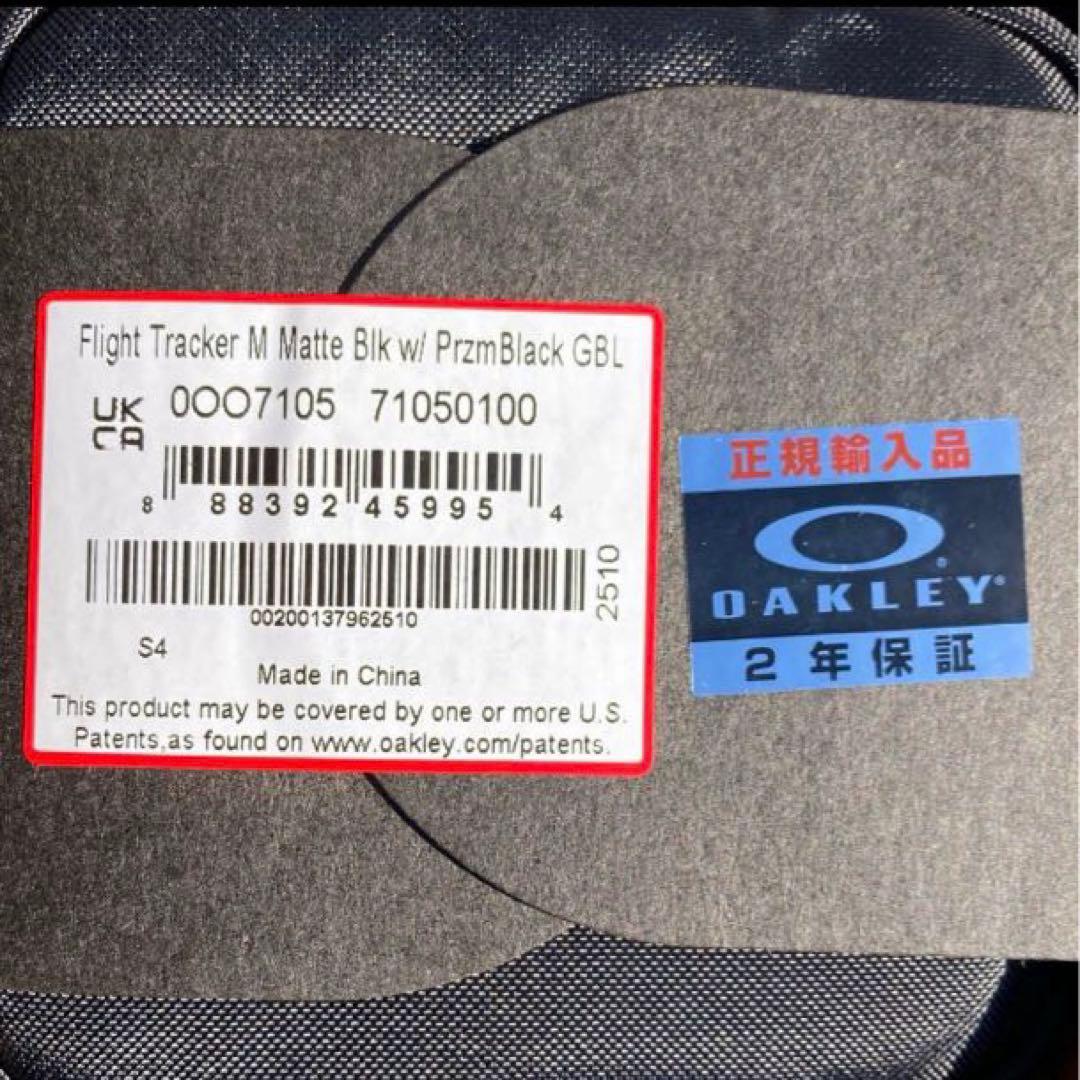 Flight Tracker M Matte Blk w/ PrzmBlack GBL
UK
CA
0OO7105 71050100
8 88392 45995 4
2510
00200137962510
S4
Made in China
This product may be covered by one or more U.S.
Patents,as found on www.oakley.com/patents.
正規輸入品
OAKLEY
2年保証